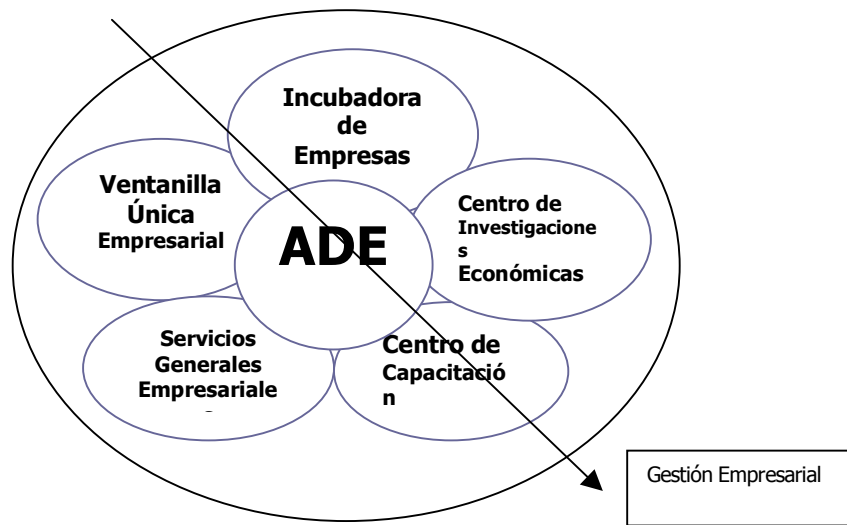 Incubadora
de
Empresas
Ventanilla
Única
Empresarial
ADE
Centro de
Investigacione
s
Económicas
Servicios
Generales
Empresariale
Centro de
Capacitació
n
Gestión Empresarial